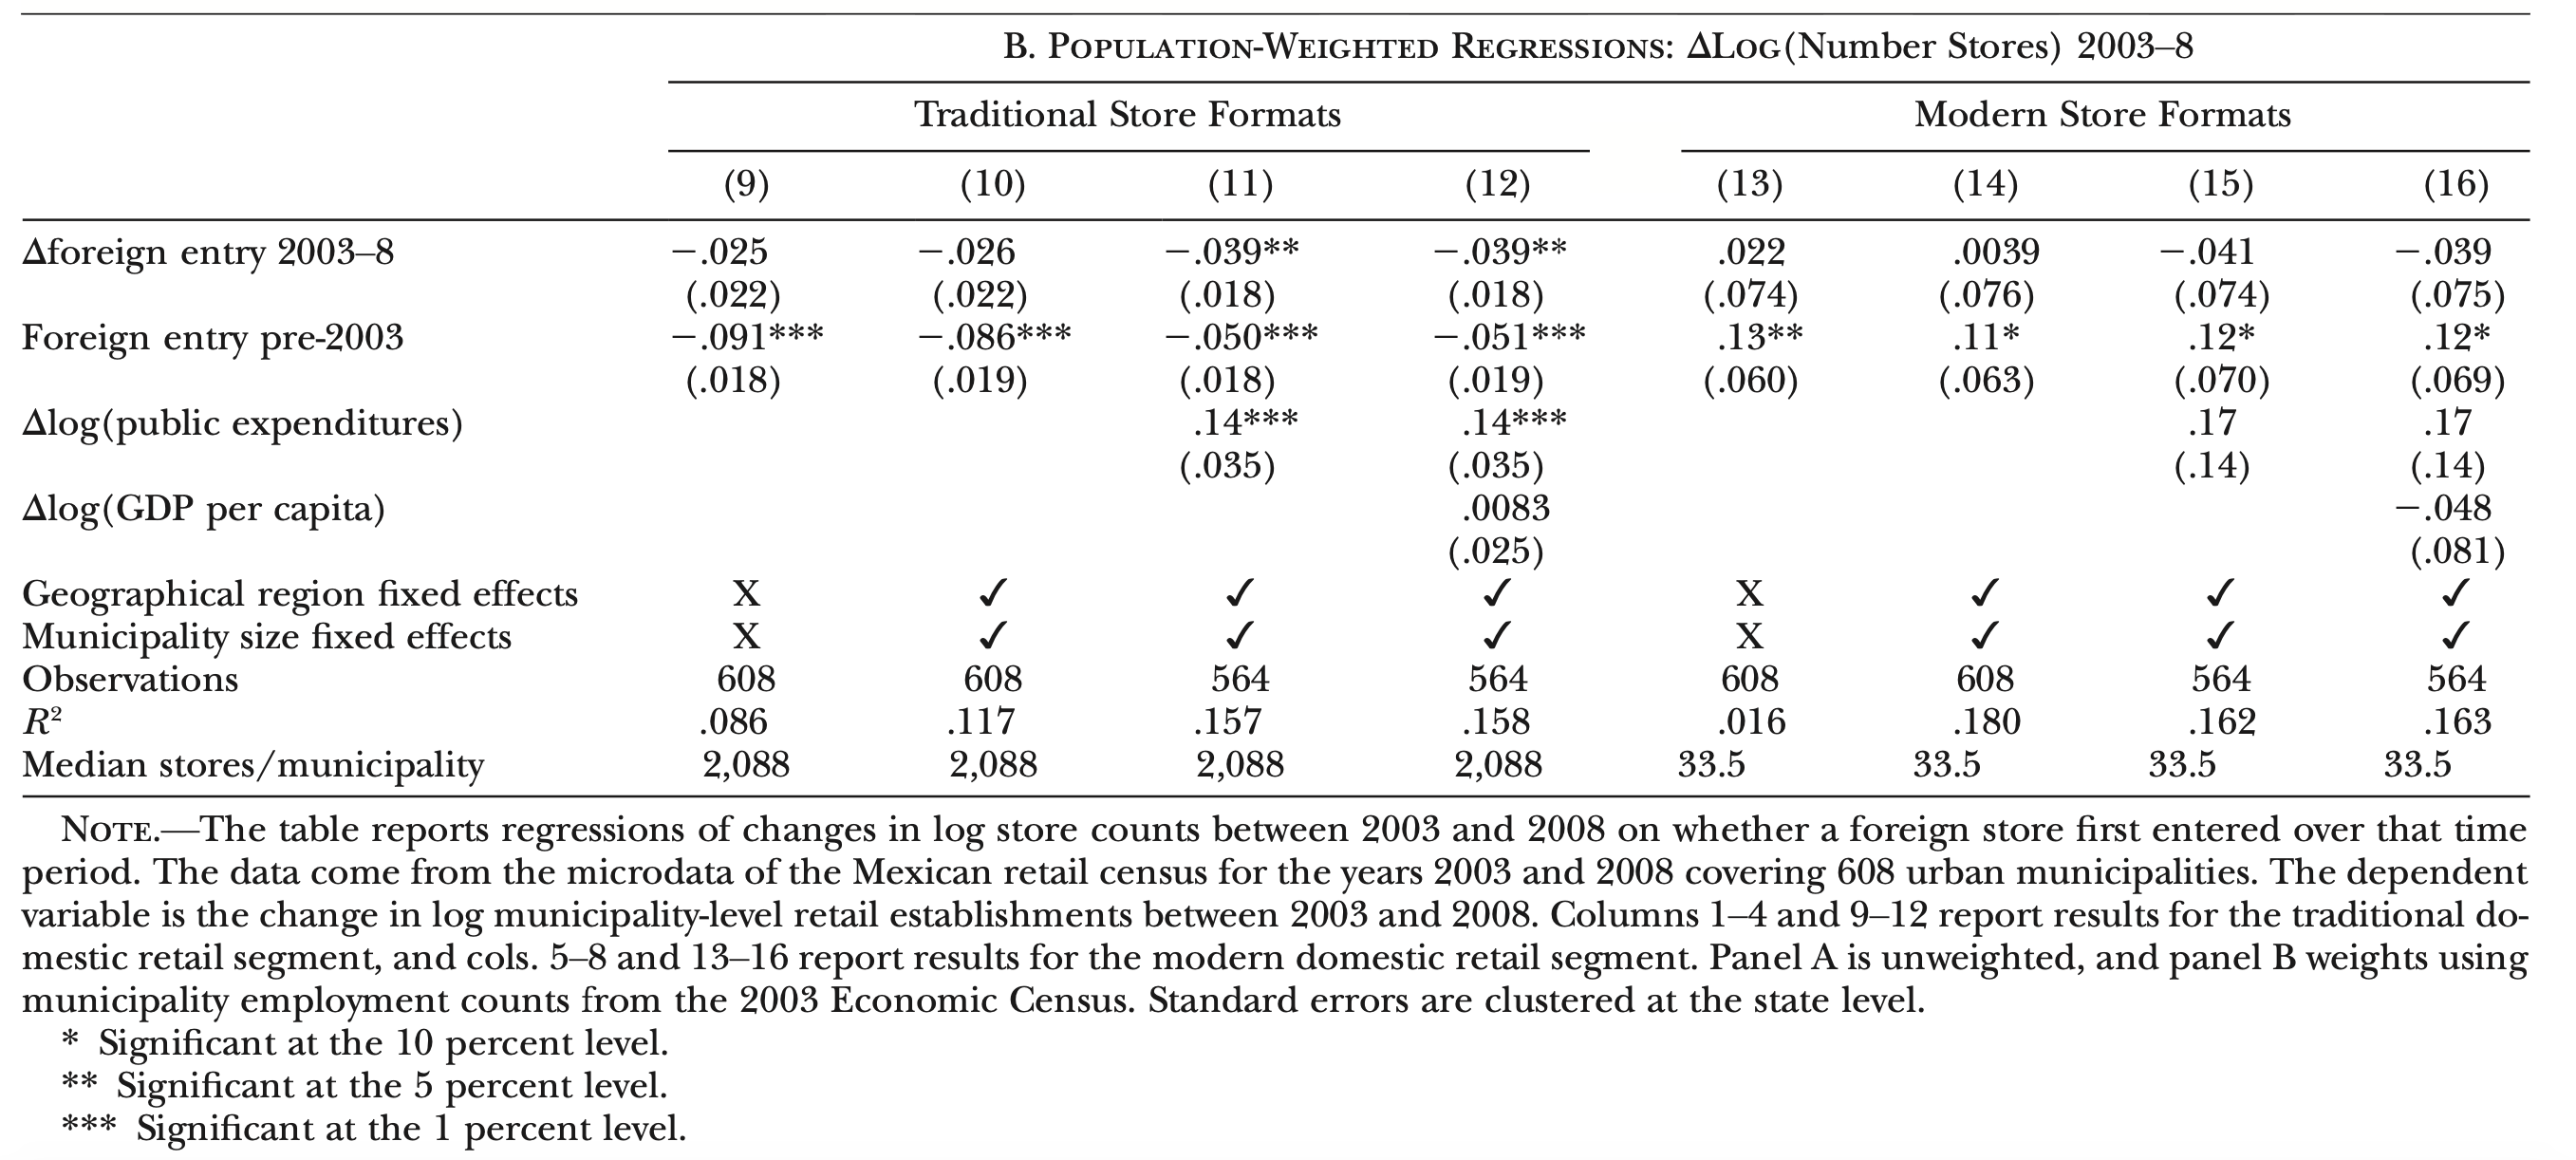 B. Population-Weighted Regressions: ΔLog(Number Stores) 2003–8
Traditional Store Formats Modern Store Formats
(9) (10) (11) (12) (13) (14) (15) (16)
Δforeign entry 2003–8 −.025 −.026 −.039** −.039** .022 .0039 −.041 −.039
(.022) (.022) (.018) (.018) (.074) (.076) (.074) (.075)
Foreign entry pre-2003 −.091*** −.086*** −.050*** −.051*** .13** .11* .12* .12*
(.018) (.019) (.018) (.019) (.060) (.063) (.070) (.069)
Δlog(public expenditures) .14*** .14*** .17 .17
(.035) (.035) (.14) (.14)
Δlog(GDP per capita) .0083 −.048
(.025) (.081)
Geographical region fixed effects X ✓ ✓ ✓ X ✓ ✓ ✓
Municipality size fixed effects X ✓ ✓ ✓ X ✓ ✓ ✓
Observations 608 608 564 564 608 608 564 564
R² .086 .117 .157 .158 .016 .180 .162 .163
Median stores/municipality 2,088 2,088 2,088 2,088 33.5 33.5 33.5 33.5
Note.—The table reports regressions of changes in log store counts between 2003 and 2008 on whether a foreign store first entered over that time
period. The data come from the microdata of the Mexican retail census for the years 2003 and 2008 covering 608 urban municipalities. The dependent
variable is the change in log municipality-level retail establishments between 2003 and 2008. Columns 1–4 and 9–12 report results for the traditional do-
mestic retail segment, and cols. 5–8 and 13–16 report results for the modern domestic retail segment. Panel A is unweighted, and panel B weights using
municipality employment counts from the 2003 Economic Census. Standard errors are clustered at the state level.
* Significant at the 10 percent level.
** Significant at the 5 percent level.
*** Significant at the 1 percent level.